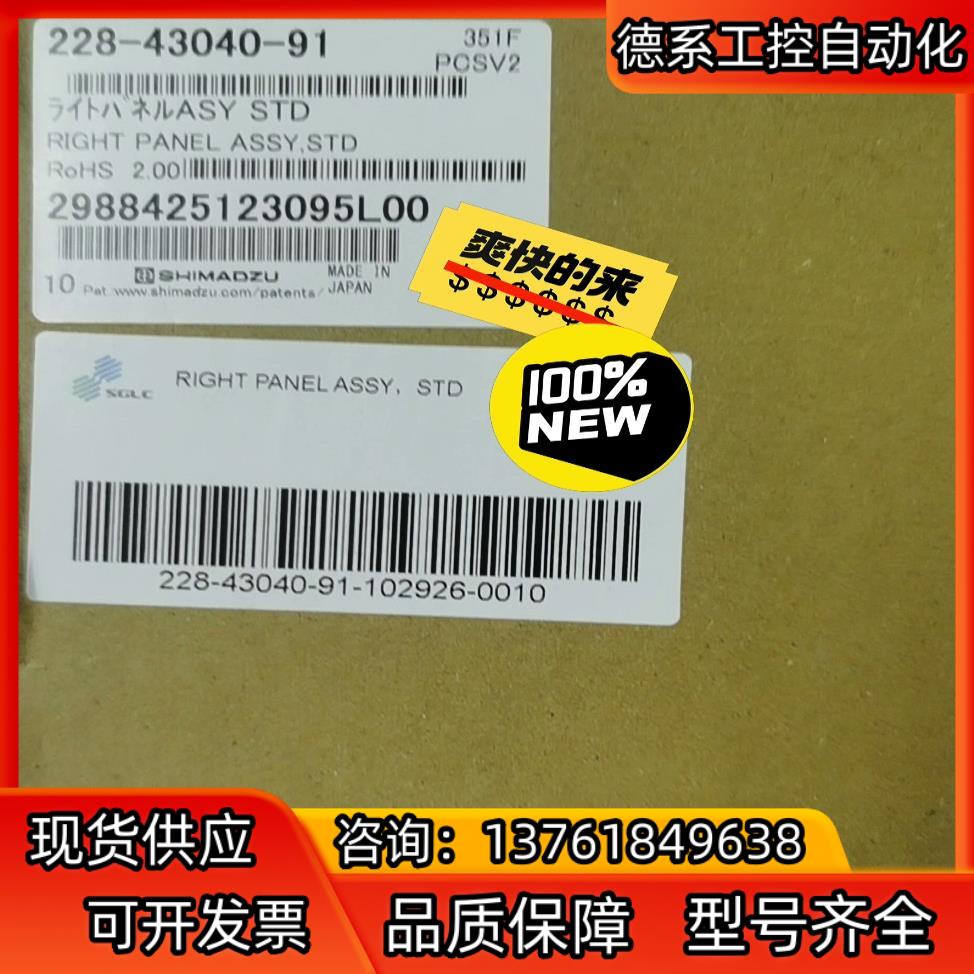 德系工控自动化
228-43040-91
351F
PCSV2
ライトパネルASY STD
RIGHT PANEL ASSY,STD
RoHS 2.00
2988425123095L00
10
SHIMADZU
MADE IN
JAPAN
Pat.www.shimadzu.com/patents/
爽快的来
$$$$$$
100%
NEW
SGLC
RIGHT PANEL ASSY, STD
228-43040-91-102926-0010
现货供应
咨询：13761849638
可开发票
品质保障
型号齐全